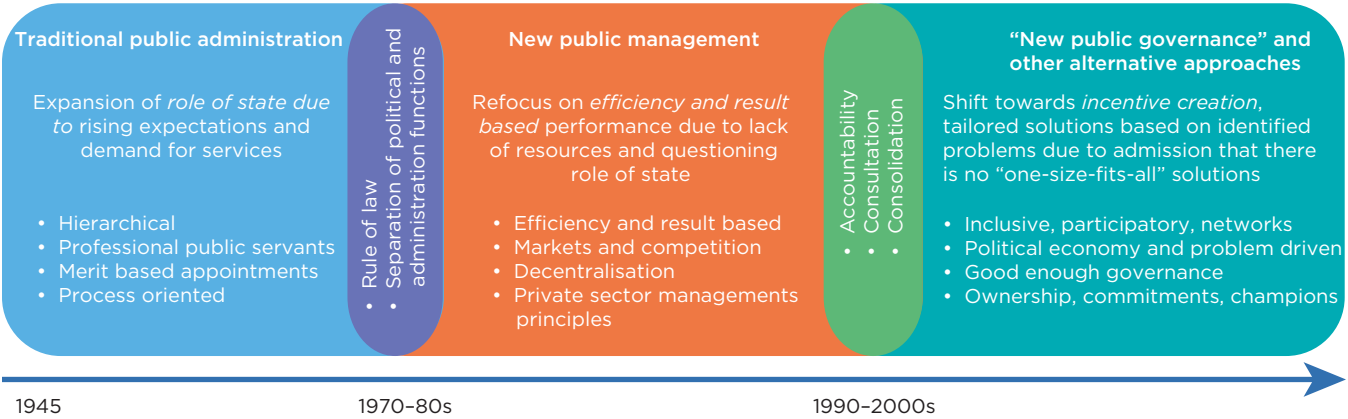 Traditional public administration
Expansion of role of state due
to rising expectations and
demand for services
• Hierarchical
• Professional public servants
• Merit based appointments
• Process oriented
• Rule of law
• Separation of political and
administration functions
New public management
Refocus on efficiency and result
based performance due to lack
of resources and questioning
role of state
• Efficiency and result based
• Markets and competition
• Decentralisation
• Private sector managements
principles
• Accountability
• Consultation
• Consolidation
“New public governance” and
other alternative approaches
Shift towards incentive creation,
tailored solutions based on identified
problems due to admission that there
is no “one-size-fits-all” solutions
• Inclusive, participatory, networks
• Political economy and problem driven
• Good enough governance
• Ownership, commitments, champions
1945
1970–80s
1990–2000s